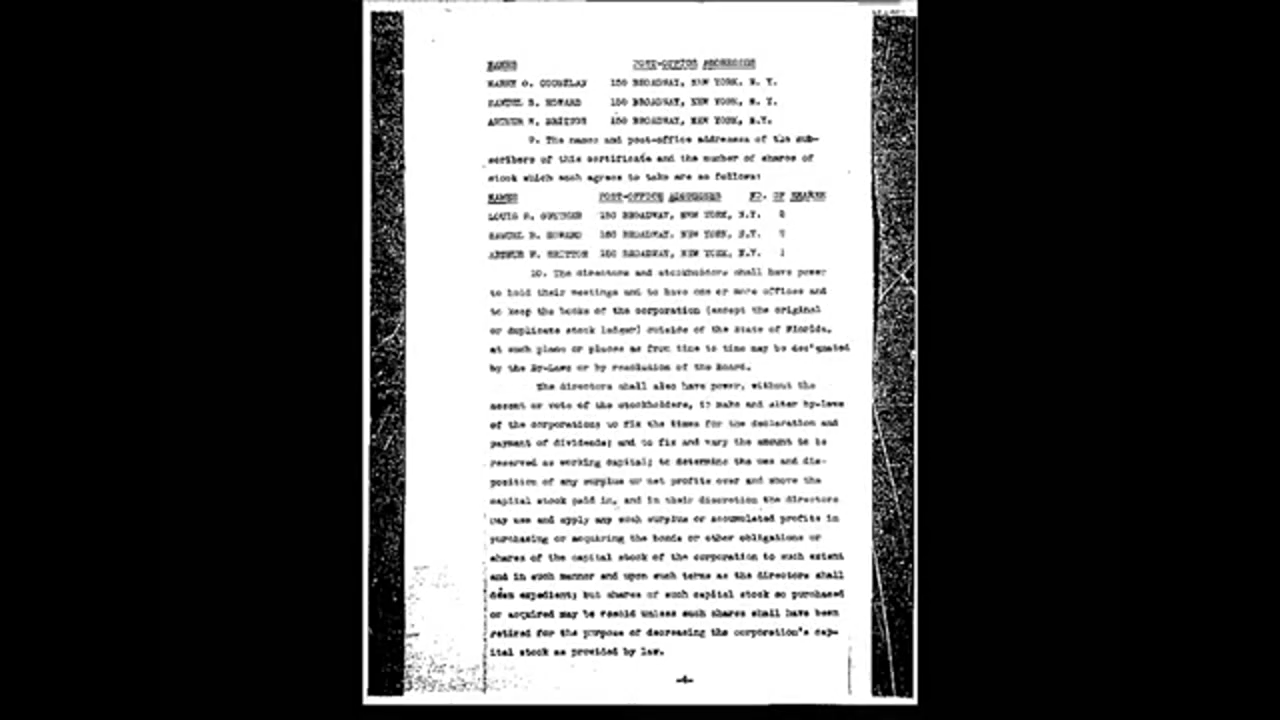 NAMES POST-OFFICE ADDRESSES
HARRY O. COUGHLAN 150 BROADWAY, NEW YORK, N. Y.
SAMUEL B. HOWARD 150 BROADWAY, NEW YORK, N. Y.
ARTHUR W. BRITTON 150 BROADWAY, NEW YORK, N.Y.
9. The names and post-office addresses of the sub-
scribers of this certificate and the number of shares of
stock which each agrees to take are as follows:
NAMES POST-OFFICE ADDRESSES NO. OF SHARES
LOUIS 150 BROADWAY, NEW YORK, N.Y.
SAMUEL B. HOWARD 150 BROADWAY, NEW YORK, N.Y.
ARTHUR W. BRITTON 150 BROADWAY, NEW YORK, N.Y. 1
10. The directors and stockholders shall have power
to hold their meetings and to have one or more offices and
to keep the books of the corporation (except the original
or duplicate stock ledger) outside of the State of Florida,
at such place or places as from time to time may be designated
by the By-Laws or by resolution of the Board.
The directors shall also have power, without the
assent or vote of the stockholders, to make and alter by-laws
of the corporation; to fix the times for the declaration and
payment of dividends; and to fix and vary the amount to be
reserved as working capital; to determine the use and dis-
position of any surplus or net profits over and above the
capital stock paid in, and in their discretion the directors
may use and apply any such surplus or accumulated profits in
purchasing or acquiring the bonds or other obligations or
shares of the capital stock of the corporation to such extent
and in such manner and upon such terms as the directors shall
deem expedient; but shares of such capital stock so purchased
or acquired may be resold unless such shares shall have been
retired for the purpose of decreasing the corporation's cap-
ital stock as provided by law.
-4-